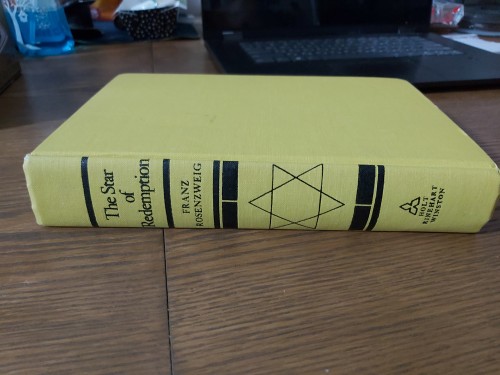 The Star
of
Redemption
FRANZ
ROSENZWEIG
HOLT
RINEHART
WINSTON